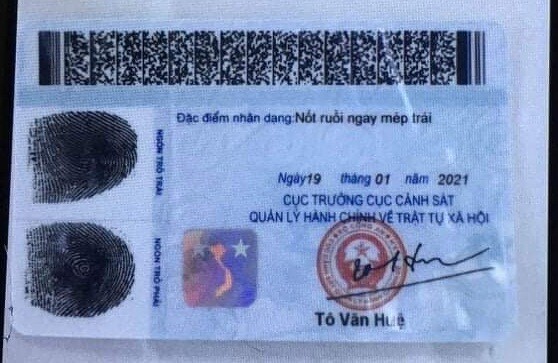 Đặc điểm nhân dạng: Nốt ruồi ngay mép trái
NGÓN TRỎ TRÁI
Ngày 19 tháng 01 năm 2021
CỤC TRƯỞNG CỤC CẢNH SÁT
QUẢN LÝ HÀNH CHÍNH VỀ TRẬT TỰ XÃ HỘI
NGÓN TRỎ PHẢI
Tô Văn Huệ